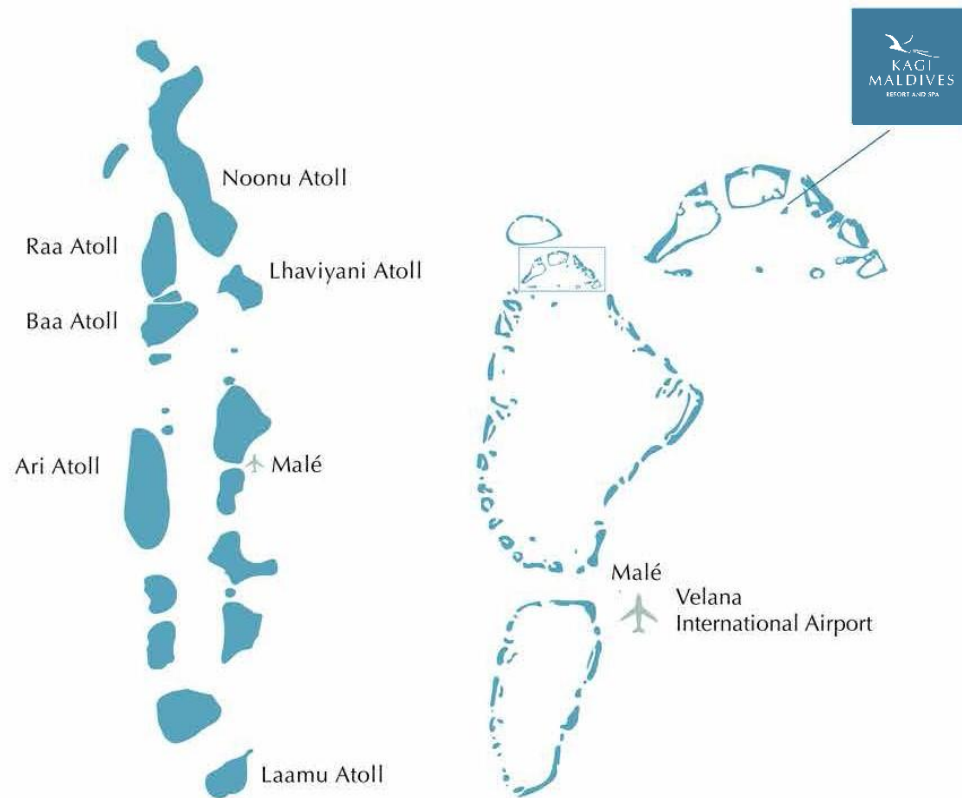 KAGI
MALDIVES
RESORT AND SPA
Noonu Atoll
Raa Atoll
Lhaviyani Atoll
Baa Atoll
Ari Atoll
Malé
Malé
Velana
International Airport
Laamu Atoll